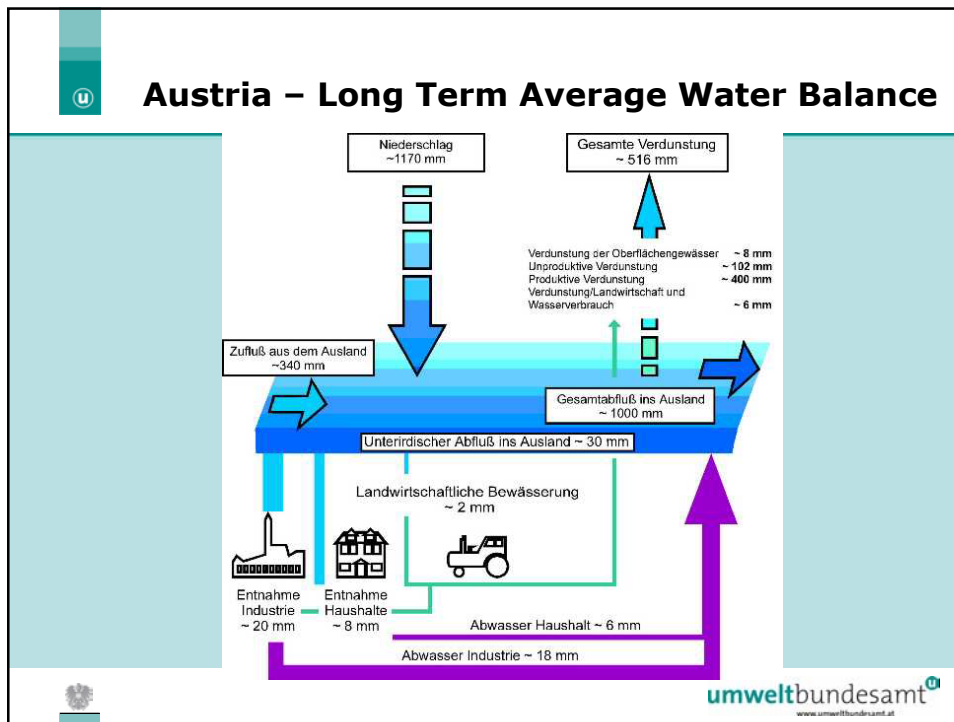 Austria – Long Term Average Water Balance
Niederschlag
~1170 mm
Gesamte Verdunstung
~ 516 mm
Verdunstung der Oberflächengewässer ~ 8 mm
Unproduktive Verdunstung ~ 102 mm
Produktive Verdunstung ~ 400 mm
Verdunstung/Landwirtschaft und
Wasserverbrauch ~ 6 mm
Zufluß aus dem Ausland
~340 mm
Gesamtabfluß ins Ausland
~ 1000 mm
Unterirdischer Abfluß ins Ausland ~ 30 mm
Landwirtschaftliche Bewässerung
~ 2 mm
Entnahme
Industrie
~ 20 mm
Entnahme
Haushalte
~ 8 mm
Abwasser Haushalt ~ 6 mm
Abwasser Industrie ~ 18 mm
umweltbundesamt
www.umweltbundesamt.at
u
u